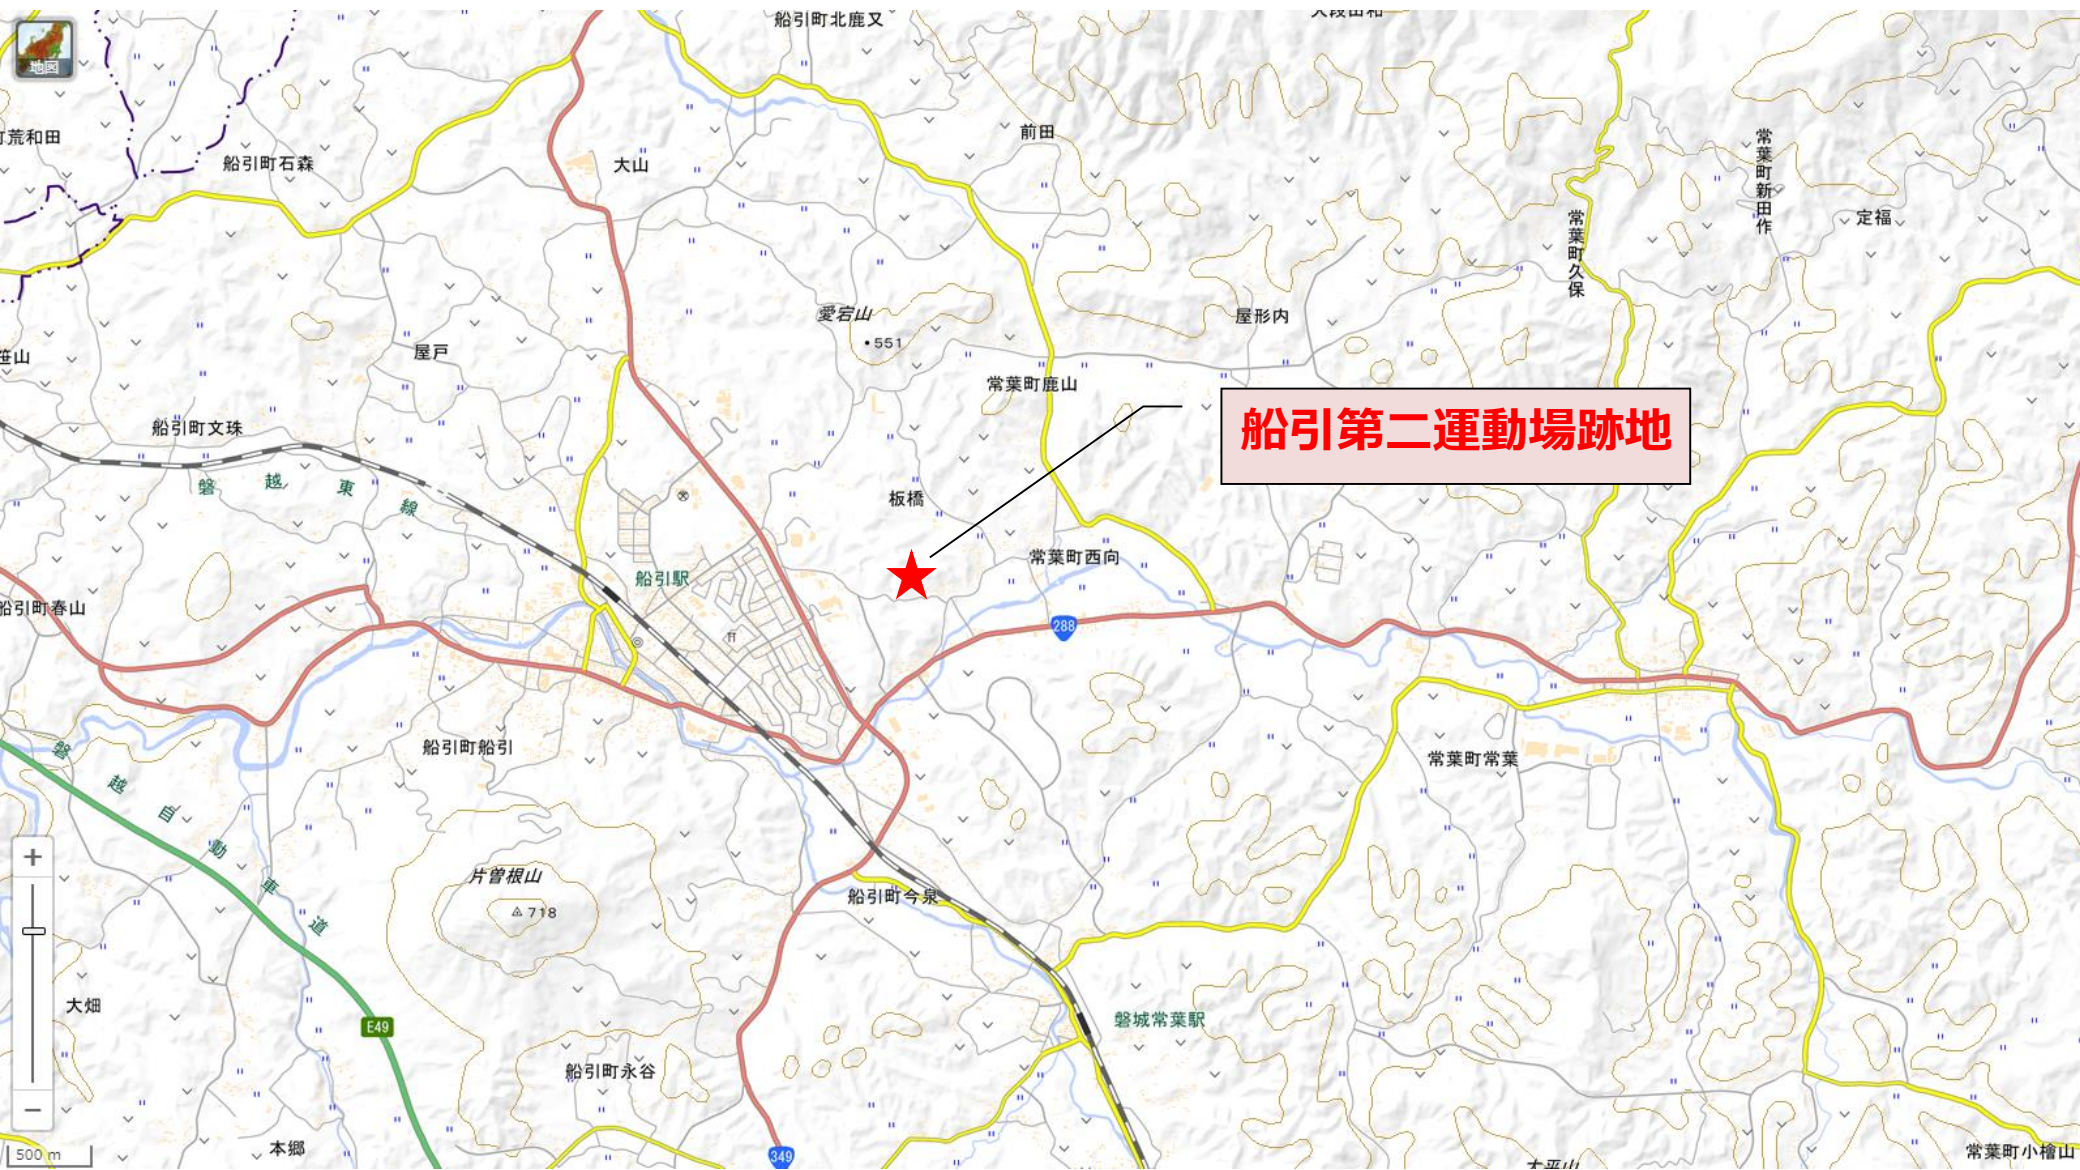 船引町北鹿又
地図
町荒和田
前田
常葉町新田作
船引町石森
大山
定福
常葉町久保
愛宕山
551
屋形内
笹山
屋戸
常葉町鹿山
船引第二運動場跡地
船引町文珠
磐越東線
板橋
常葉町西向
船引駅
船引町春山
288
船引町船引
常葉町常葉
磐越自動車道
片曽根山
718
船引町今泉
大畑
E49
磐城常葉駅
船引町永谷
本郷
349
500 m
常葉町小檜山